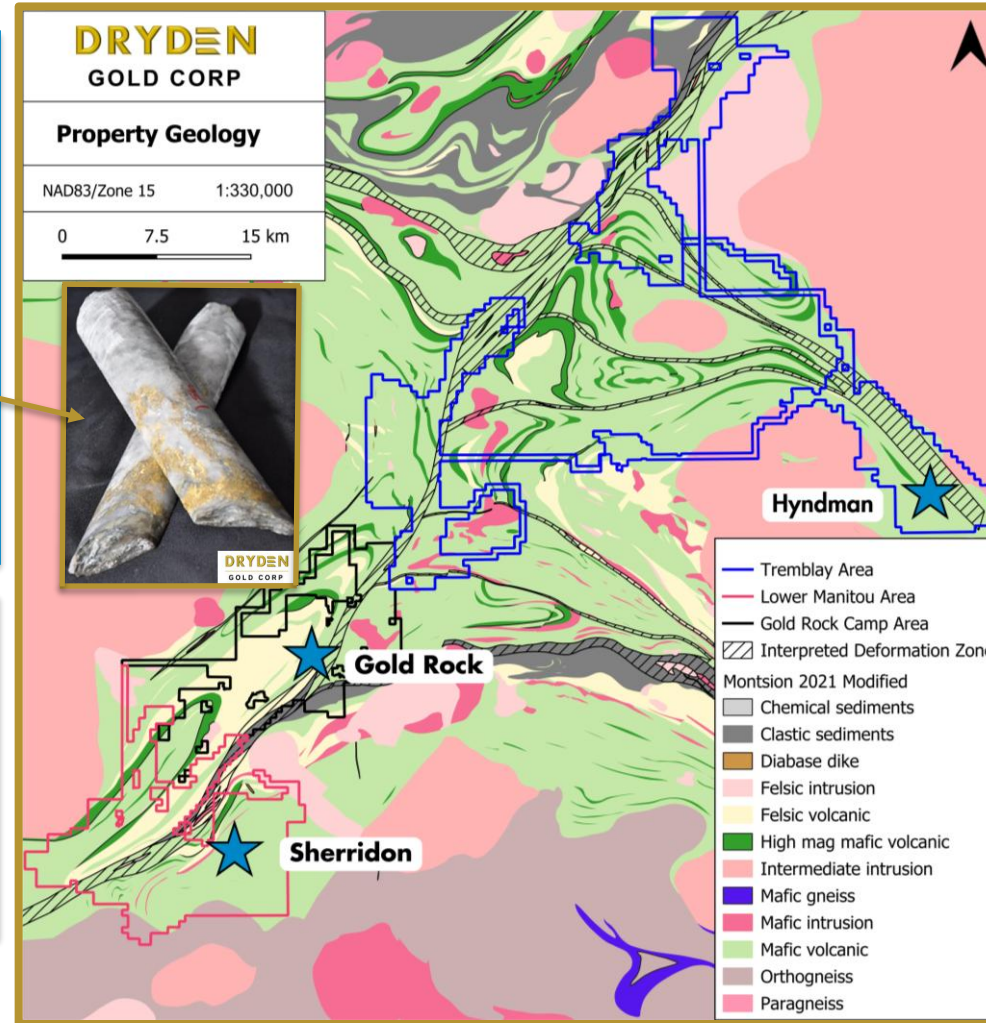 DRYDEN
GOLD CORP
Property Geology
NAD83/Zone 15 1:330,000
0 7.5 15 km
DRYDEN
GOLD CORP
Hyndman
Gold Rock
Sherridon
Tremblay Area
Lower Manitou Area
Gold Rock Camp Area
Interpreted Deformation Zone
Montsion 2021 Modified
Chemical sediments
Clastic sediments
Diabase dike
Felsic intrusion
Felsic volcanic
High mag mafic volcanic
Intermediate intrusion
Mafic gneiss
Mafic intrusion
Mafic volcanic
Orthogneiss
Paragneiss